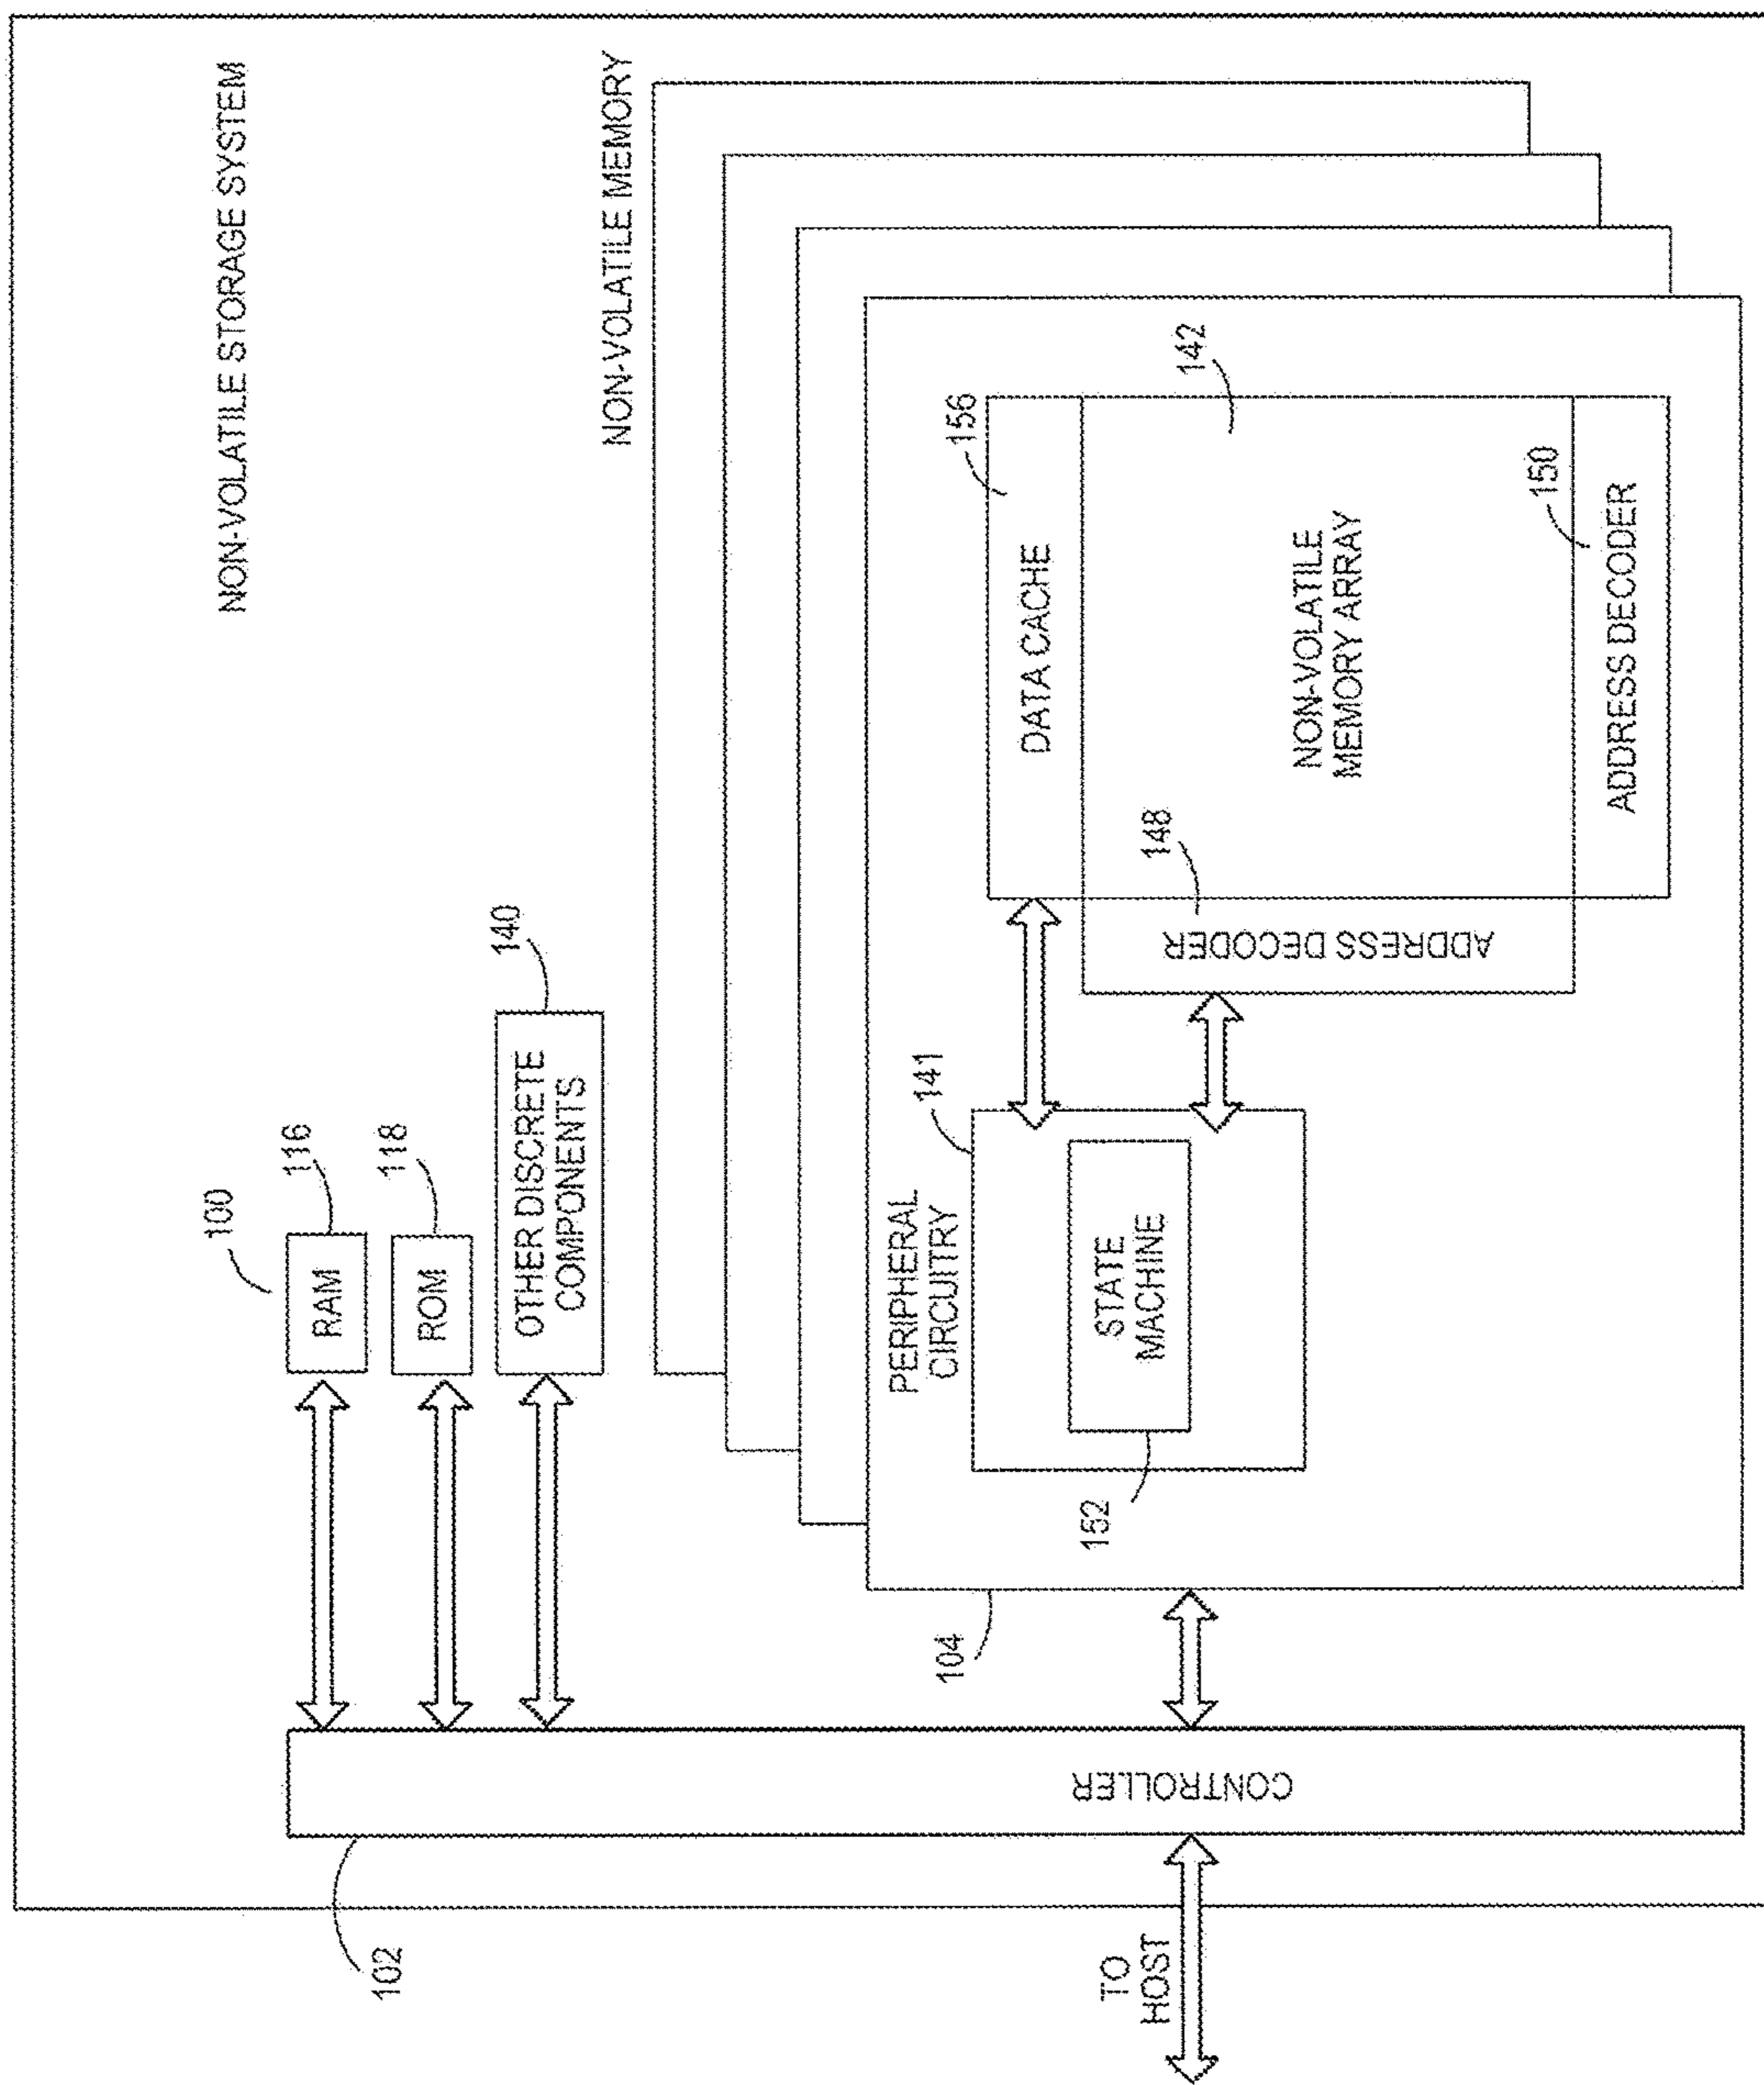 NON-VOLATILE STORAGE SYSTEM
100
RAM
116
ROM
118
OTHER DISCRETE
COMPONENTS
140
NON-VOLATILE MEMORY
PERIPHERAL
CIRCUITRY
141
STATE
MACHINE
152
DATA CACHE
156
NON-VOLATILE
MEMORY ARRAY
142
ADDRESS DECODER
148
ADDRESS DECODER
150
104
CONTROLLER
102
TO
HOST